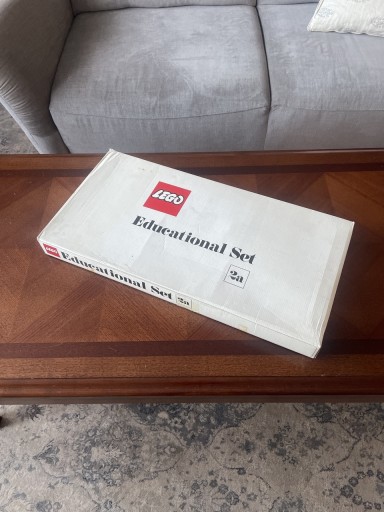 LEGO
Educational Set
2a
LEGO Educational Set 2a